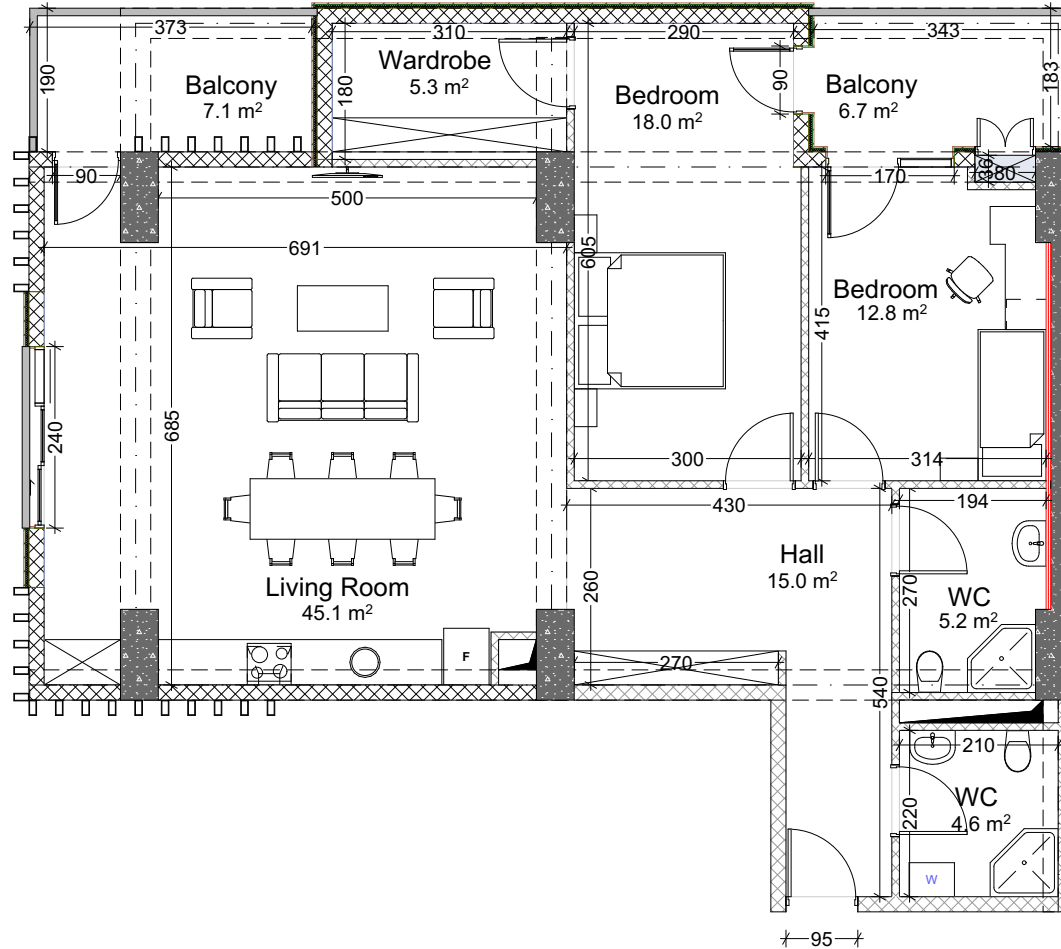 373
310
290
343
190
Balcony
7.1 m²
180
Wardrobe
5.3 m²
Bedroom
18.0 m²
90
Balcony
6.7 m²
183
90
500
170
36
80
691
605
Bedroom
12.8 m²
415
240
685
300
314
430
194
Hall
15.0 m²
260
270
WC
5.2 m²
Living Room
45.1 m²
F
270
540
210
WC
4.6 m²
220
W
95